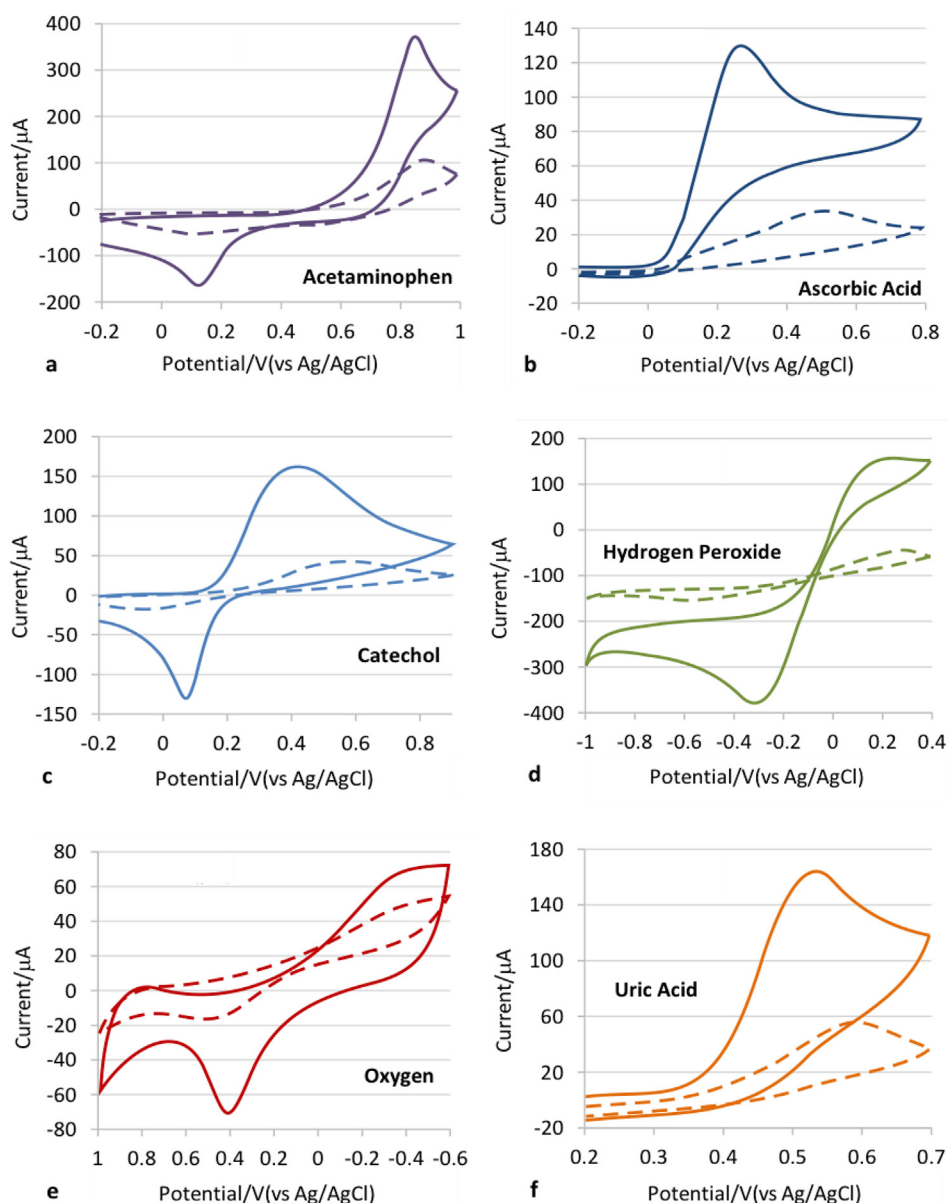 400
300
200
100
0
-100
-200
Current/µA
Acetaminophen
-0.2 0 0.2 0.4 0.6 0.8 1
Potential/V(vs Ag/AgCl)
a
140
120
100
80
60
40
20
0
-20
Current/µA
Ascorbic Acid
-0.2 0 0.2 0.4 0.6 0.8
Potential/V(vs Ag/AgCl)
b
200
150
100
50
0
-50
-100
-150
Current/µA
Catechol
-0.2 0 0.2 0.4 0.6 0.8
Potential/V(vs Ag/AgCl)
c
200
100
0
-100
-200
-300
-400
Current/µA
Hydrogen Peroxide
-1 -0.8 -0.6 -0.4 -0.2 0 0.2 0.4
Potential/V(vs Ag/AgCl)
d
80
60
40
20
0
-20
-40
-60
-80
Current/µA
Oxygen
1 0.8 0.6 0.4 0.2 0 -0.2 -0.4 -0.6
Potential/V(vs Ag/AgCl)
e
180
140
100
60
20
-20
Current/µA
Uric Acid
0.2 0.3 0.4 0.5 0.6 0.7
Potential/V(vs Ag/AgCl)
f